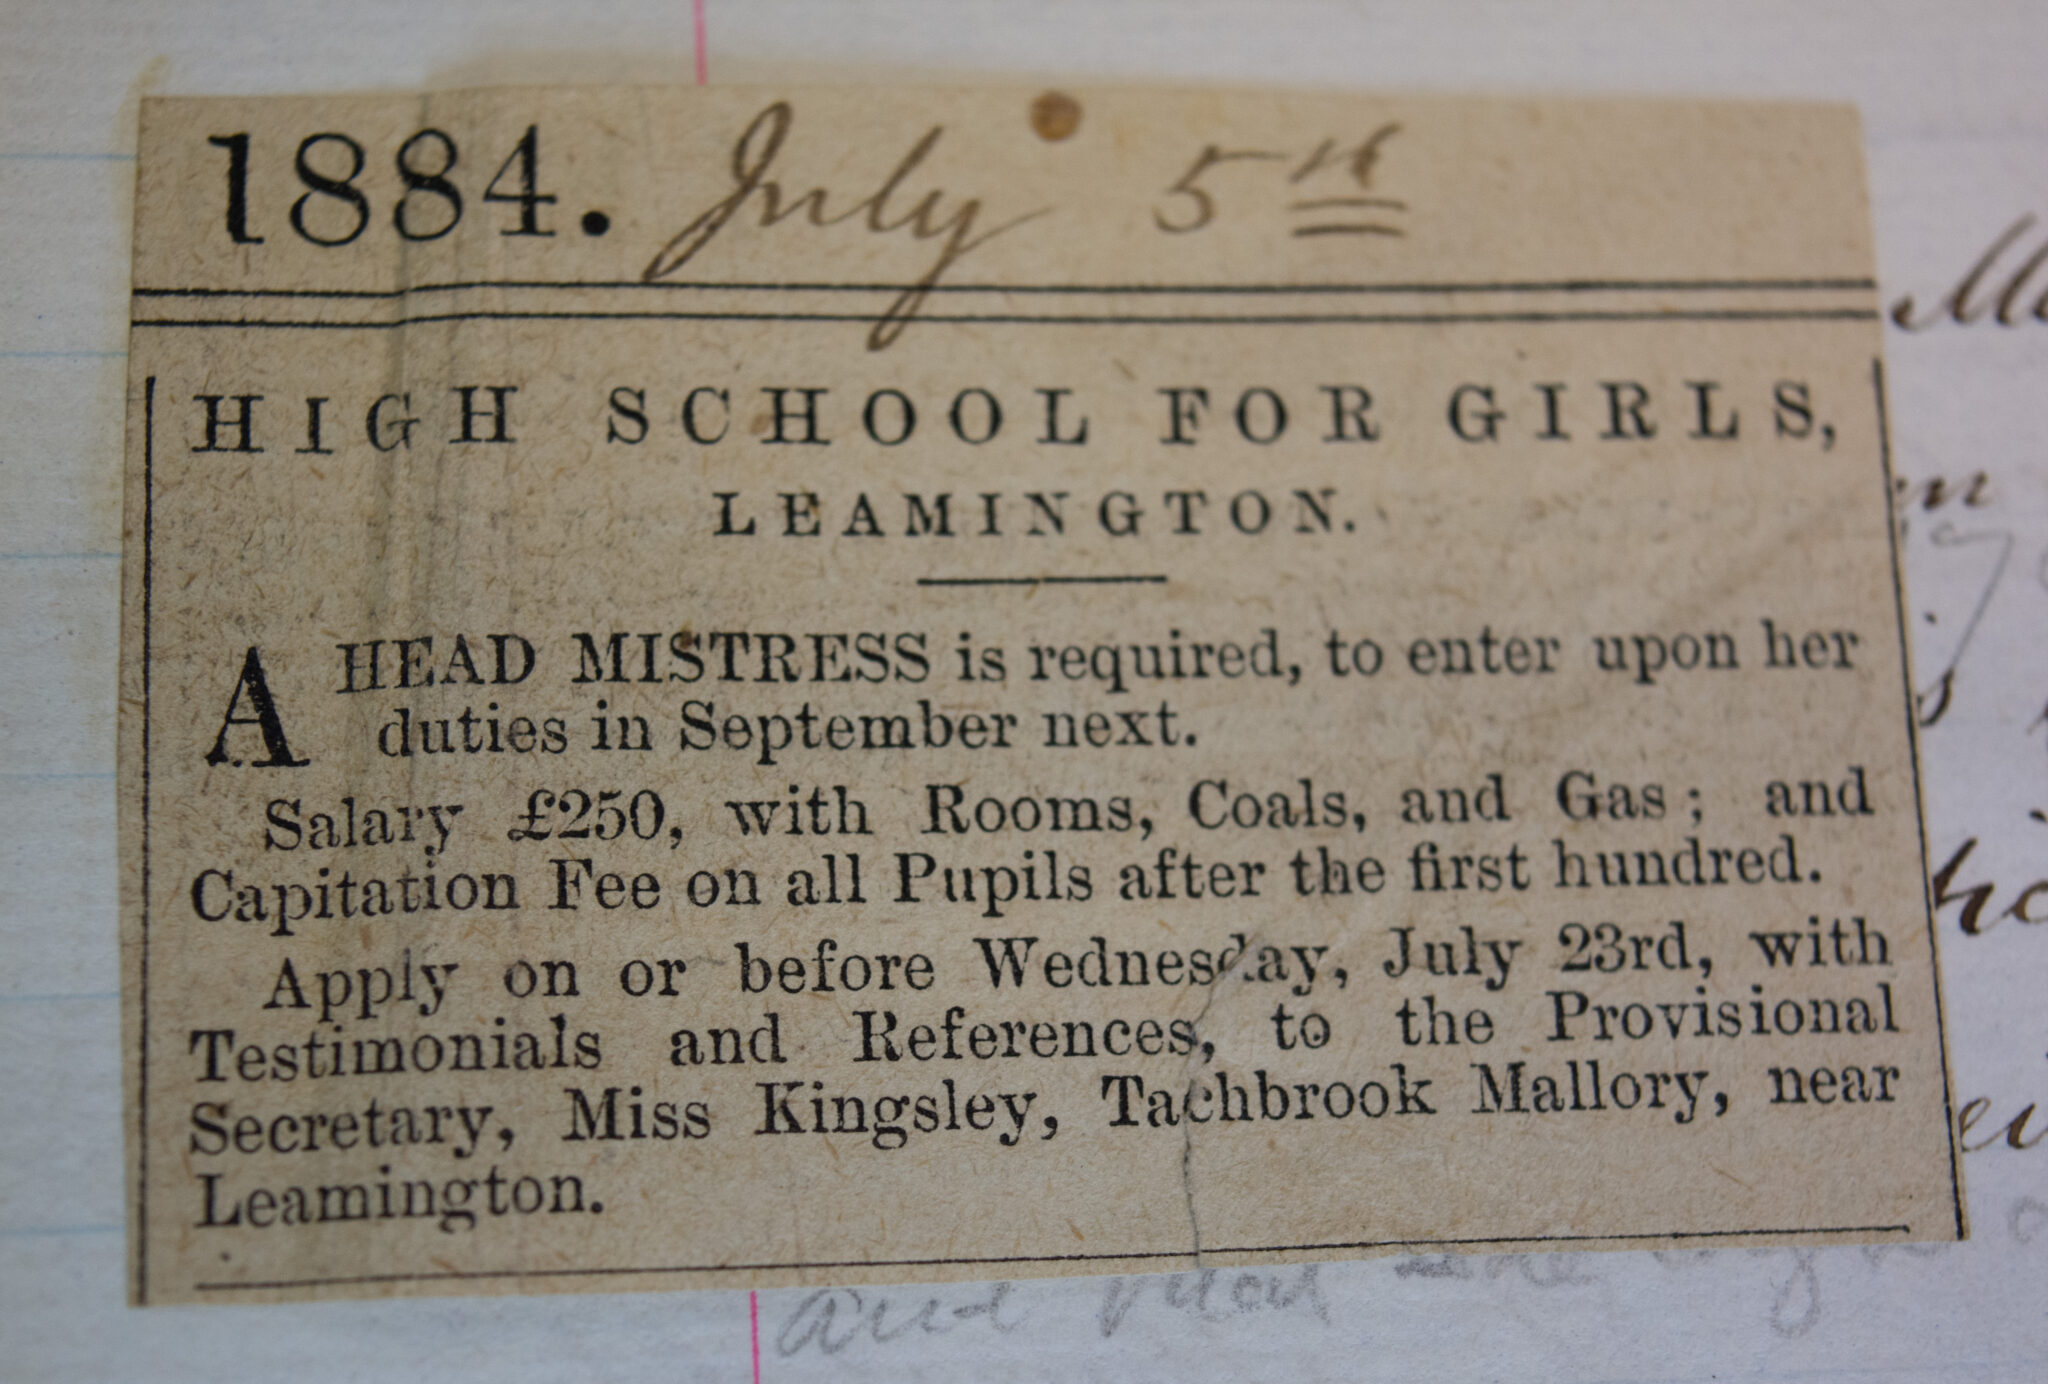 1884. July 5th
HIGH SCHOOL FOR GIRLS,
LEAMINGTON.
A HEAD MISTRESS is required, to enter upon her
duties in September next.
Salary £250, with Rooms, Coals, and Gas; and
Capitation Fee on all Pupils after the first hundred.
Apply on or before Wednesday, July 23rd, with
Testimonials and References, to the Provisional
Secretary, Miss Kingsley, Tachbrook Mallory, near
Leamington.
and